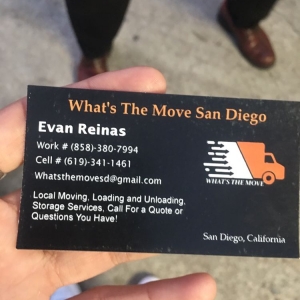 What's The Move San Diego
Evan Reinas
Work # (858)-380-7994
Cell # (619)-341-1461
Whatsthemovesd@gmail.com
WHAT'S THE MOVE
Local Moving, Loading and Unloading,
Storage Services, Call For a Quote or
Questions You Have!
San Diego, California